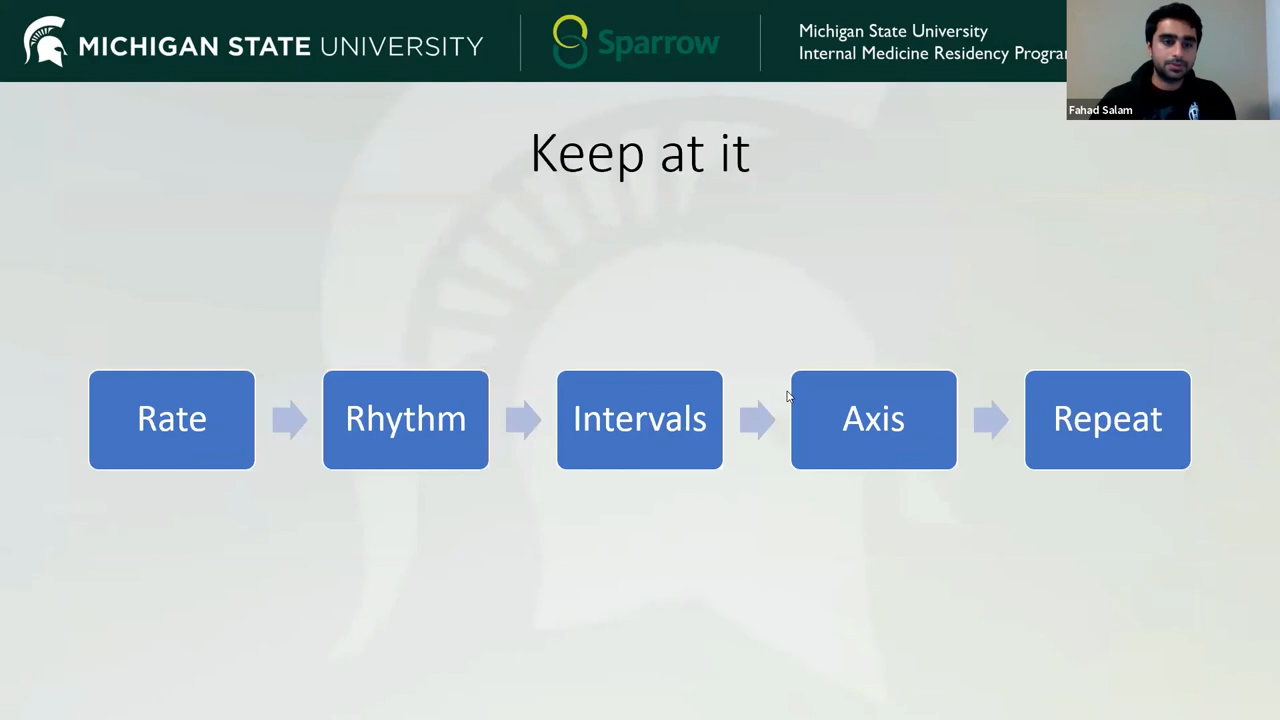 MICHIGAN STATE UNIVERSITY
Sparrow
Michigan State University
Internal Medicine Residency Progra
Fahad Salam
Keep at it
Rate
Rhythm
Intervals
Axis
Repeat